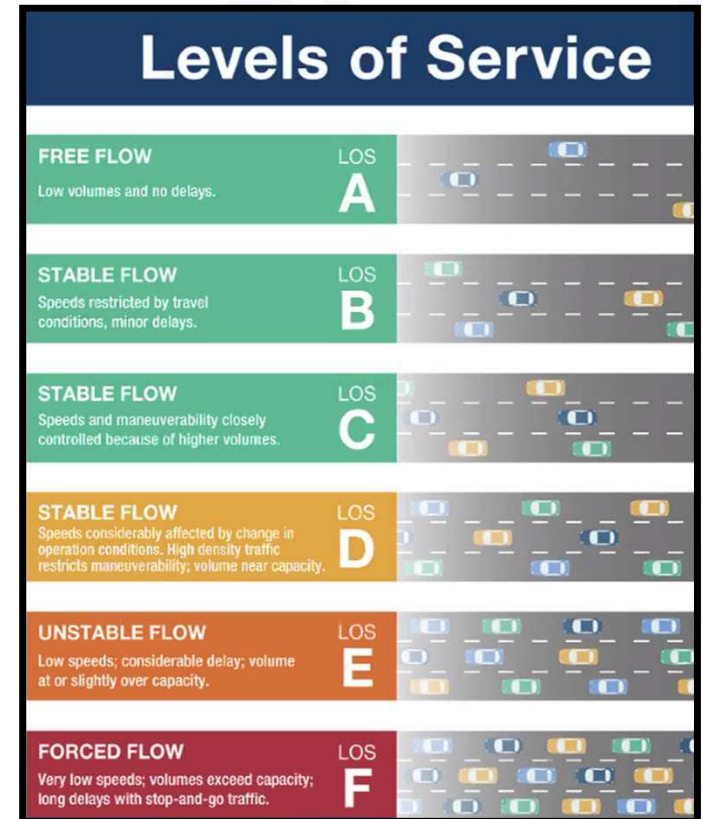 Levels of Service
FREE FLOW
LOS
Low volumes and no delays.
A
STABLE FLOW
LOS
Speeds restricted by travel
conditions, minor delays.
B
STABLE FLOW
LOS
Speeds and maneuverability closely
controlled because of higher volumes.
C
STABLE FLOW
LOS
Speeds considerably affected by change in
operation conditions. High density traffic
restricts maneuverability; volume near capacity.
D
UNSTABLE FLOW
LOS
Low speeds; considerable delay; volume
at or slightly over capacity.
E
FORCED FLOW
LOS
Very low speeds; volumes exceed capacity;
long delays with stop-and-go traffic.
F